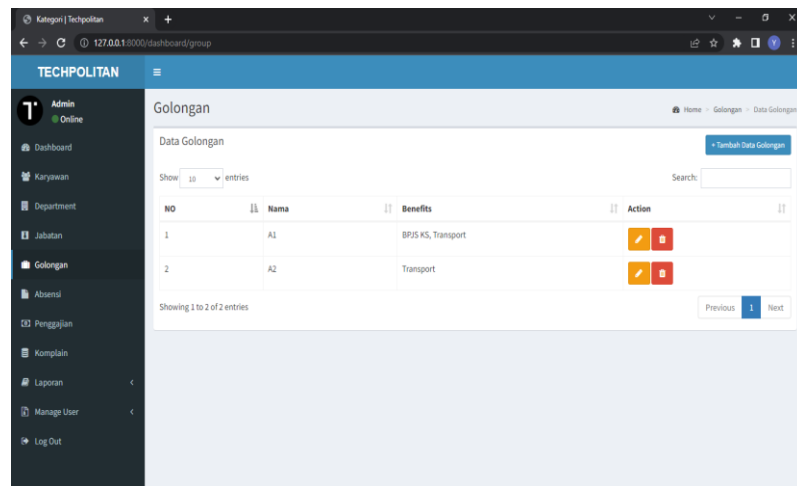 Kategori | Techpolitan
127.0.0.1:8000/dashboard/group
TECHPOLITAN
Admin
Online
Dashboard
Karyawan
Department
Jabatan
Golongan
Absensi
Penggajian
Komplain
Laporan
Manage User
Log Out
Golongan
Home > Golongan > Data Golongan
Data Golongan
+ Tambah Data Golongan
Show 10 entries
Search:
NO Nama Benefits Action
1 A1 BPJS KS, Transport
2 A2 Transport
Showing 1 to 2 of 2 entries
Previous 1 Next